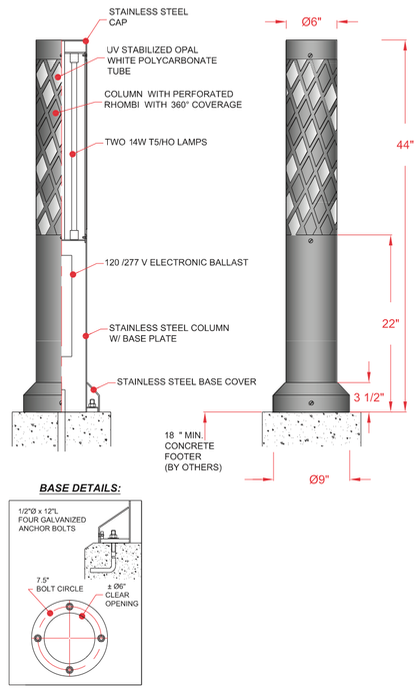 STAINLESS STEEL
CAP
Ø6"
UV STABILIZED OPAL
WHITE POLYCARBONATE
TUBE
COLUMN WITH PERFORATED
RHOMBI WITH 360° COVERAGE
TWO 14W T5/HO LAMPS
44"
120 /277 V ELECTRONIC BALLAST
22"
STAINLESS STEEL COLUMN
W/ BASE PLATE
STAINLESS STEEL BASE COVER
3 1/2"
18 " MIN.
CONCRETE
FOOTER
(BY OTHERS)
Ø9"
BASE DETAILS:
1/2"Ø x 12"L
FOUR GALVANIZED
ANCHOR BOLTS
7.5"
BOLT CIRCLE
± Ø6"
CLEAR
OPENING